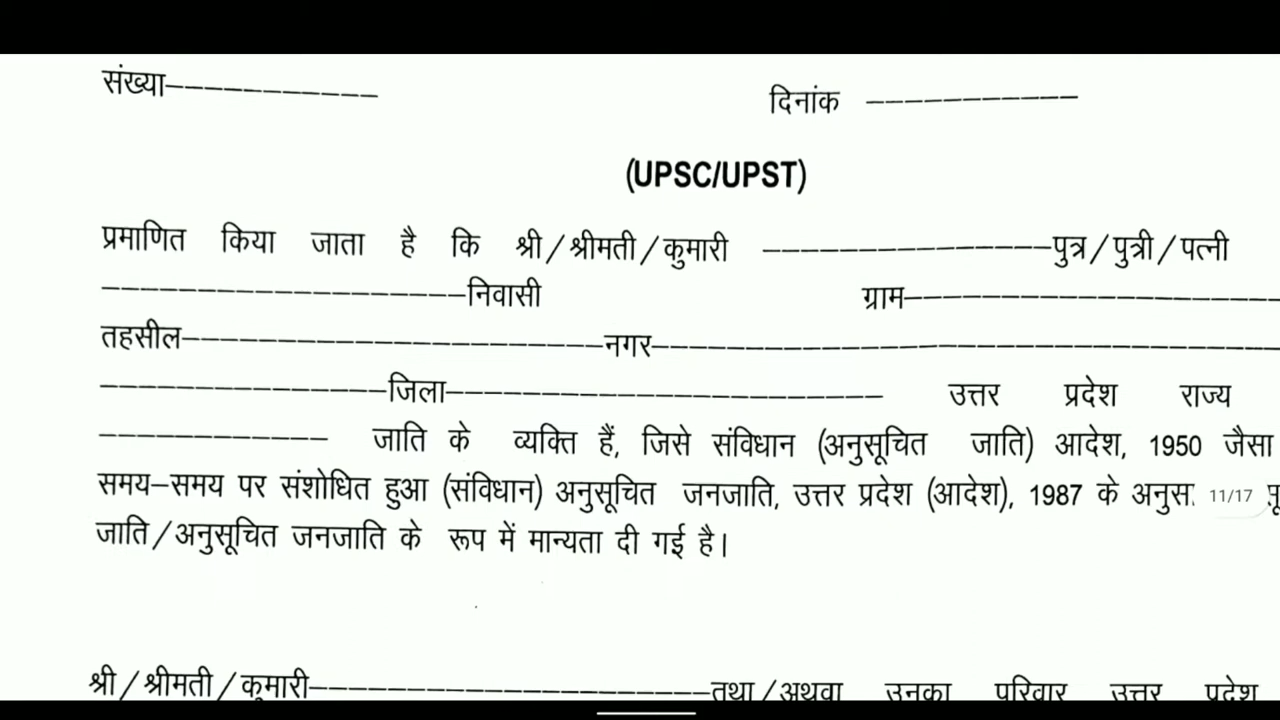 संख्या------------ दिनांक ------------
(UPSC/UPST)
प्रमाणित किया जाता है कि श्री/श्रीमती/कुमारी ----------------पुत्र/पुत्री/पत्नी
--------------------निवासी ग्राम---------------------
तहसील-----------------------नगर-----------------------------------
----------------जिला------------------------ उत्तर प्रदेश राज्य
------------- जाति के व्यक्ति हैं, जिसे संविधान (अनुसूचित जाति) आदेश, 1950 जैसा
समय-समय पर संशोधित हुआ (संविधान) अनुसूचित जनजाति, उत्तर प्रदेश (आदेश), 1987 के 11/17
जाति/अनुसूचित जनजाति के रूप में मान्यता दी गई है।
श्री/श्रीमती/कुमारी----------------------तथा/अथवा उनका परिवार उत्तर प्रदेश